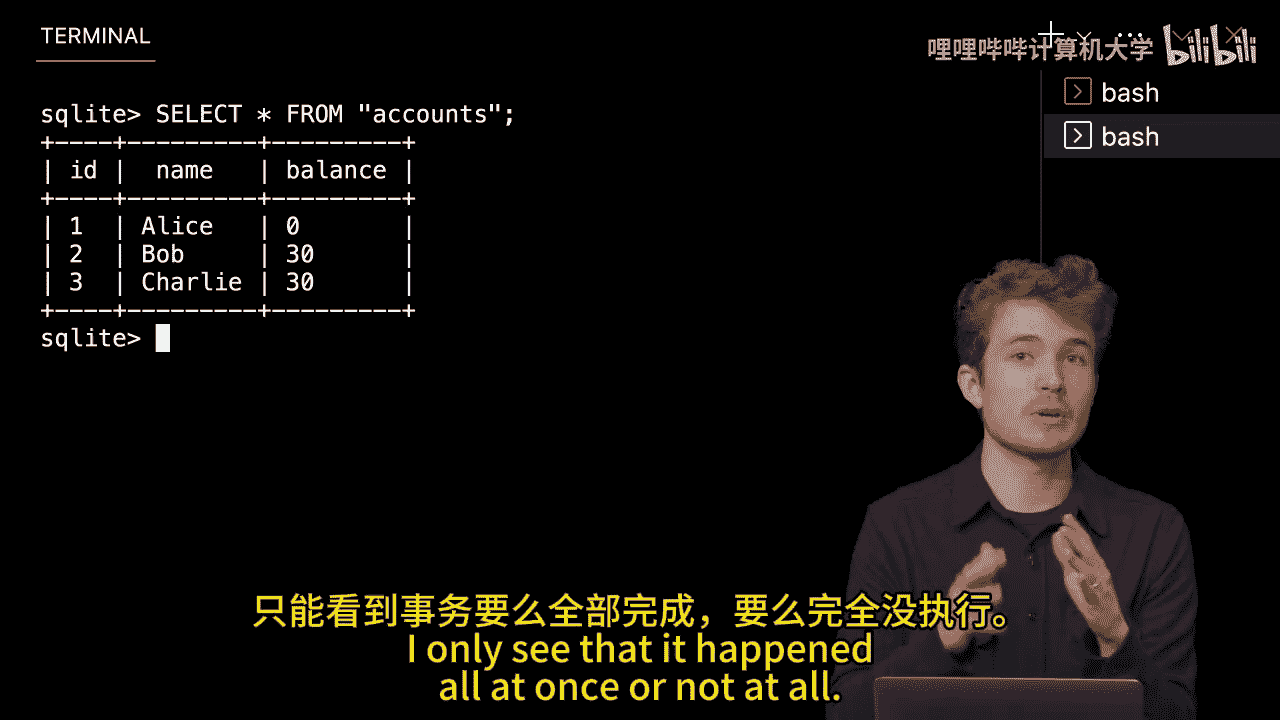 TERMINAL
哩哩哔哔计算机大学 bilibili
bash
bash
sqlite> SELECT * FROM "accounts";
+----+---------+---------+
| id |  name   | balance |
+----+---------+---------+
| 1  | Alice   | 0       |
| 2  | Bob     | 30      |
| 3  | Charlie | 30      |
+----+---------+---------+
sqlite>
只能看到事务要么全部完成，要么完全没执行。
I only see that it happened
all at once or not at all.